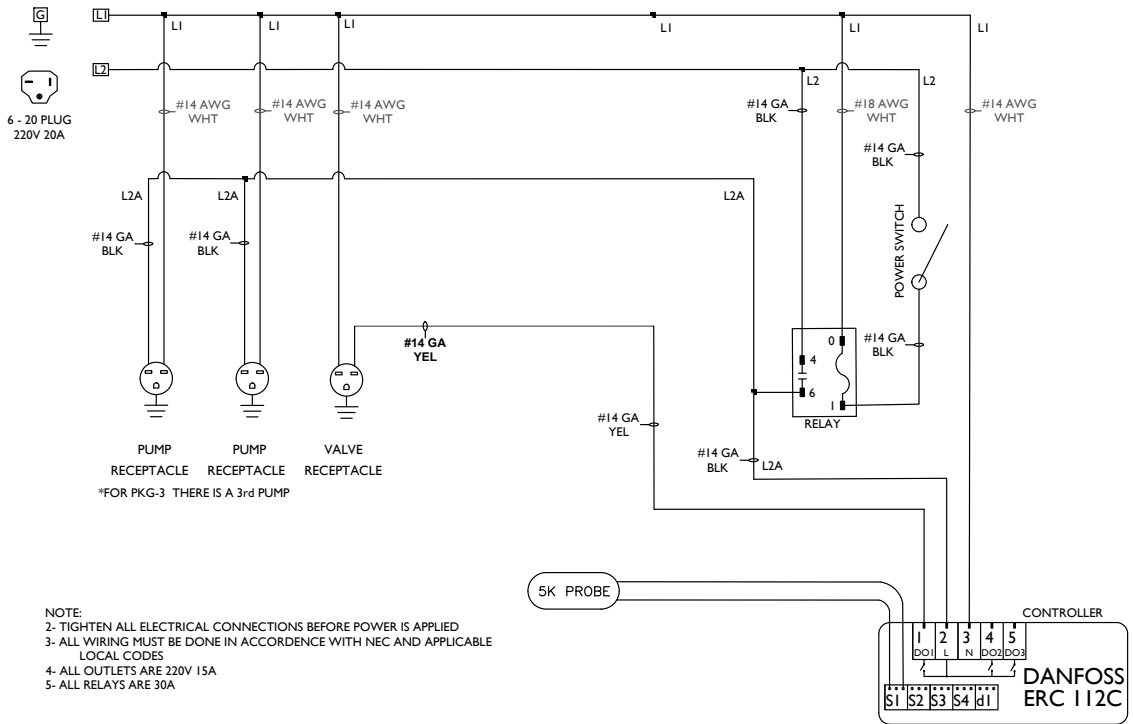 G
L1
L1
L1
L1
L1
L1
L1
L2
L2
L2
6 - 20 PLUG
220V 20A
#14 AWG
WHT
#14 AWG
WHT
#14 AWG
WHT
#14 GA
BLK
#18 AWG
WHT
#14 AWG
WHT
#14 GA
BLK
L2A
L2A
L2A
#14 GA
BLK
#14 GA
BLK
POWER SWITCH
#14 GA
YEL
#14 GA
BLK
0
4
6
1
RELAY
#14 GA
YEL
#14 GA
BLK
L2A
PUMP
RECEPTACLE
PUMP
RECEPTACLE
VALVE
RECEPTACLE
*FOR PKG-3 THERE IS A 3rd PUMP
5K PROBE
NOTE:
2- TIGHTEN ALL ELECTRICAL CONNECTIONS BEFORE POWER IS APPLIED
3- ALL WIRING MUST BE DONE IN ACCORDANCE WITH NEC AND APPLICABLE
LOCAL CODES
4- ALL OUTLETS ARE 220V 15A
5- ALL RELAYS ARE 30A
CONTROLLER
1 2 3 4 5
DO1 L N DO2 DO3
DANFOSS
ERC 112C
S1 S2 S3 S4 d1